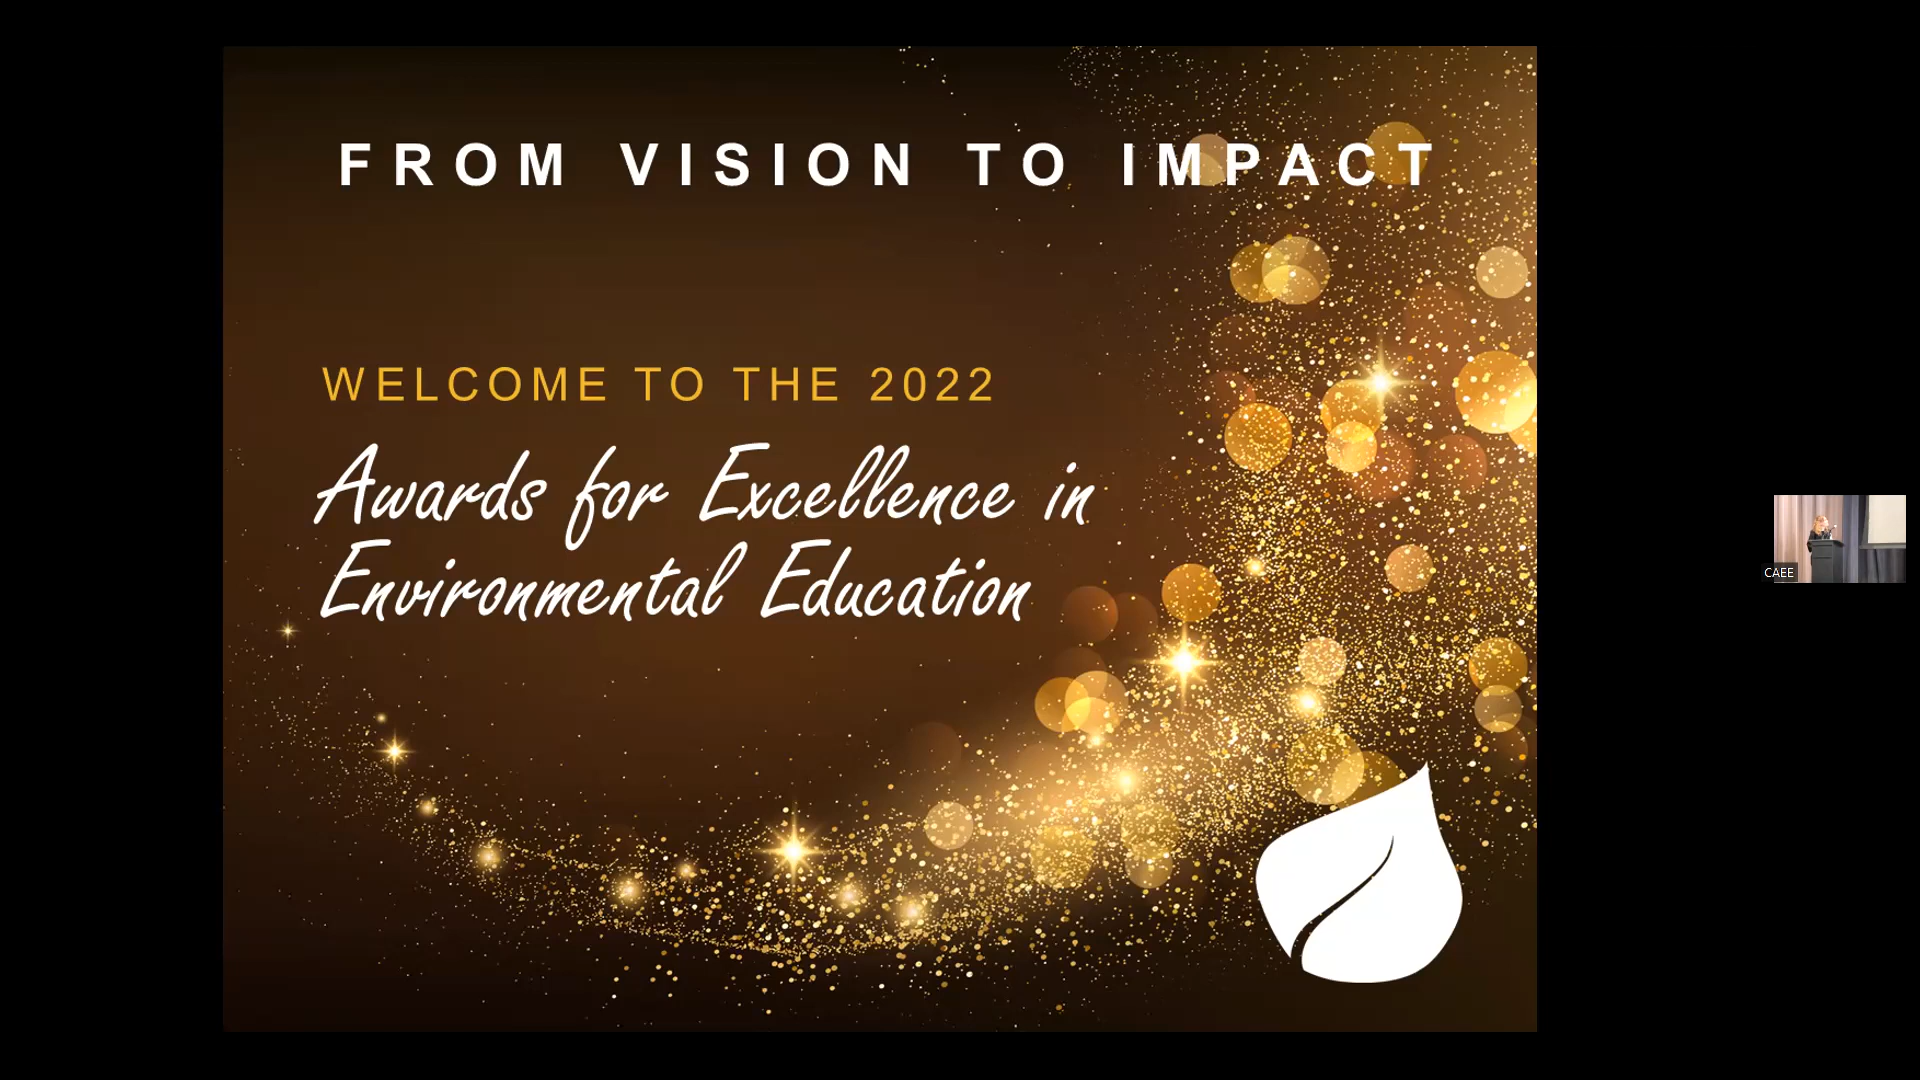 FROM VISION TO IMPACT
WELCOME TO THE 2022
Awards for Excellence in
Environmental Education
CAEE